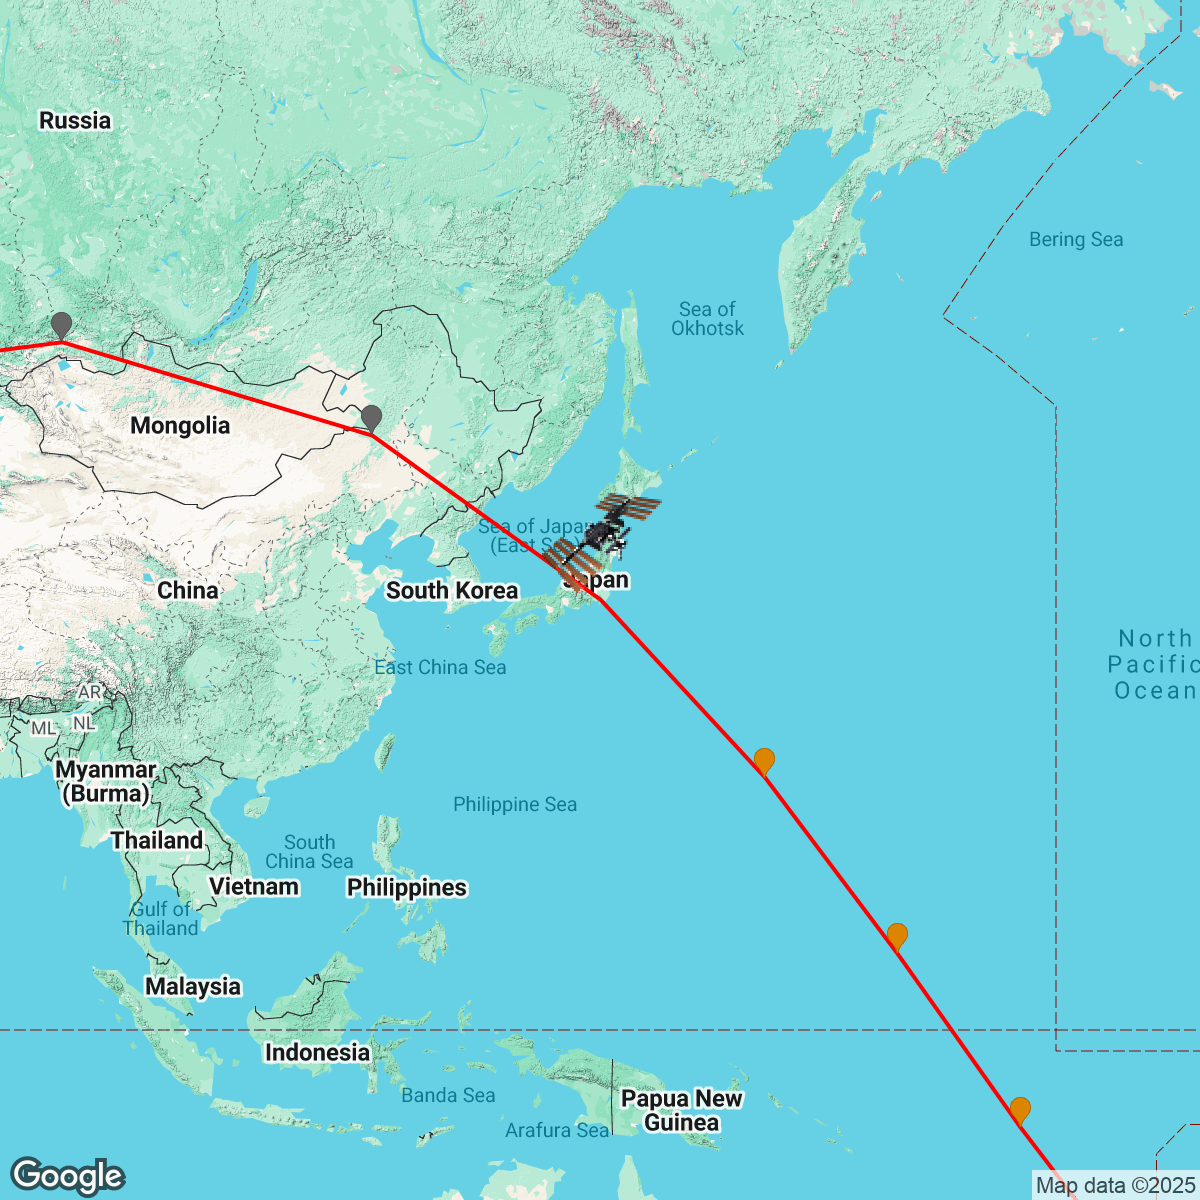 Russia
Bering Sea
Sea of
Okhotsk
Mongolia
Sea of Japan
(East Sea)
Japan
China
South Korea
North
Pacific
Ocean
East China Sea
AR
ML
NL
Myanmar
(Burma)
Philippine Sea
Thailand
South
China Sea
Vietnam
Philippines
Gulf of
Thailand
Malaysia
Indonesia
Banda Sea
Papua New
Guinea
Arafura Sea
Google
Map data ©2025